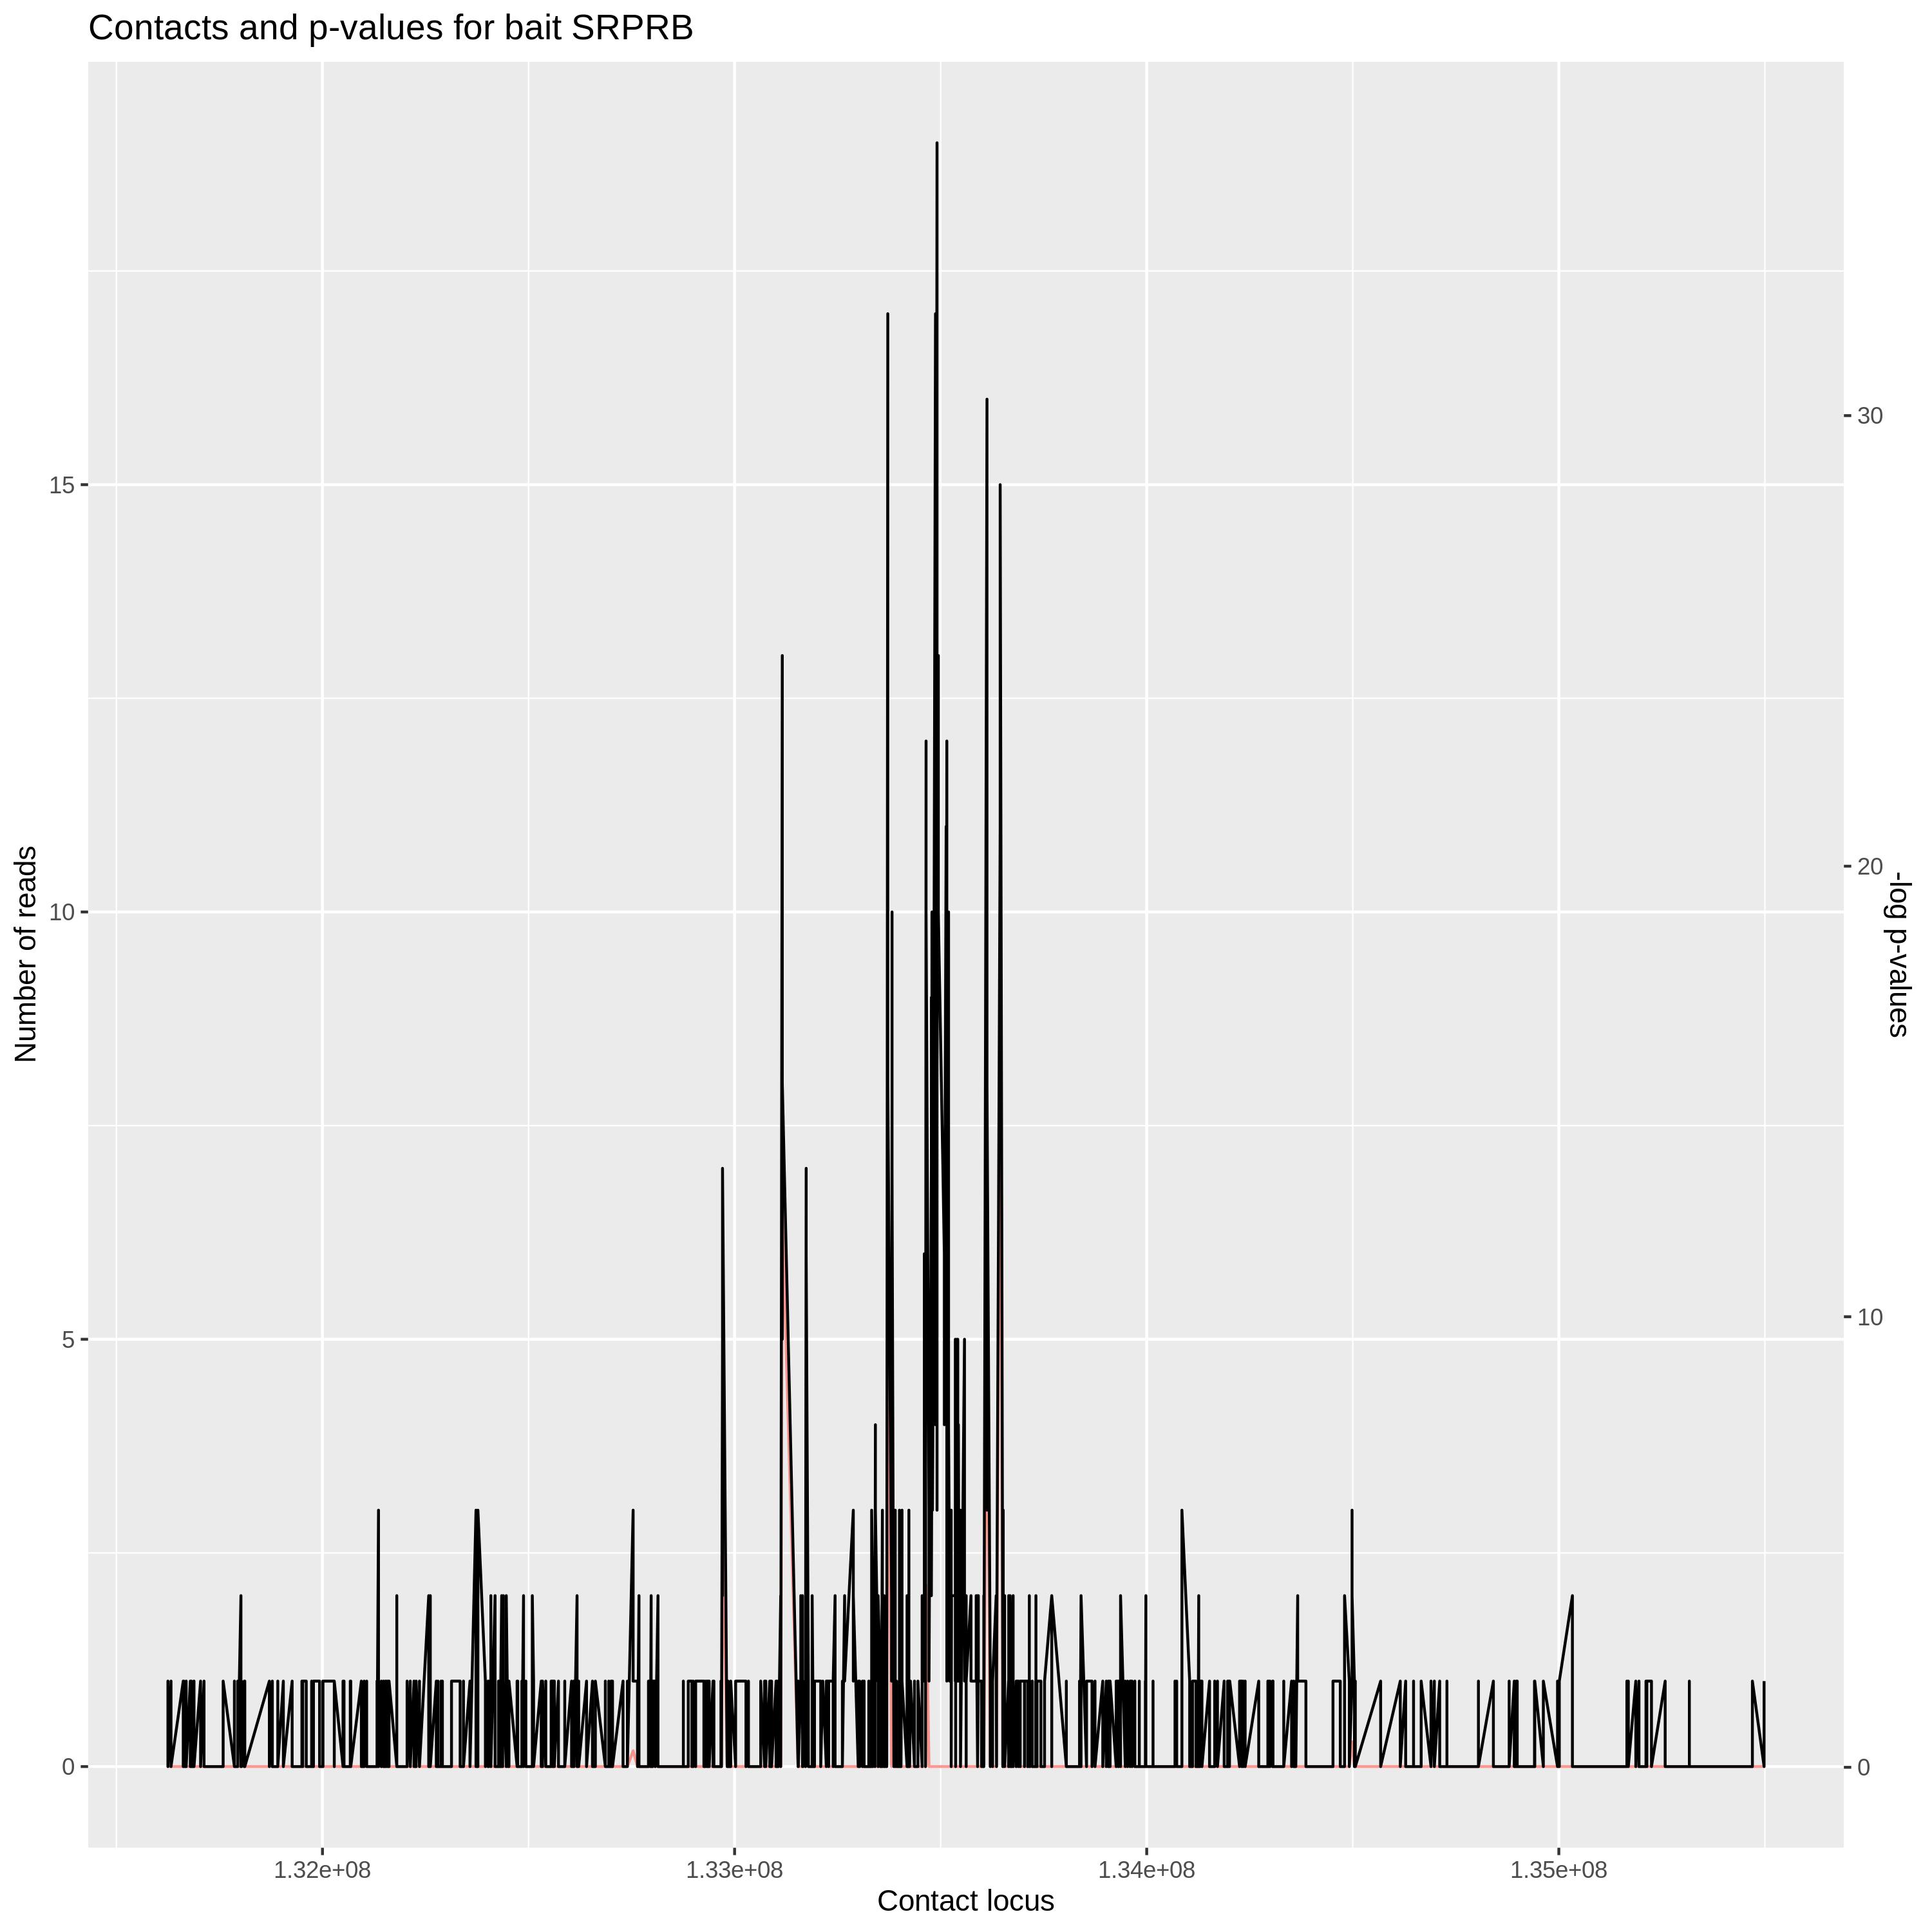 Contacts and p-values for bait SRPRB
Number of reads
15
10
5
0
30
20
10
0
-log p-values
1.32e+08
1.33e+08
1.34e+08
1.35e+08
Contact locus